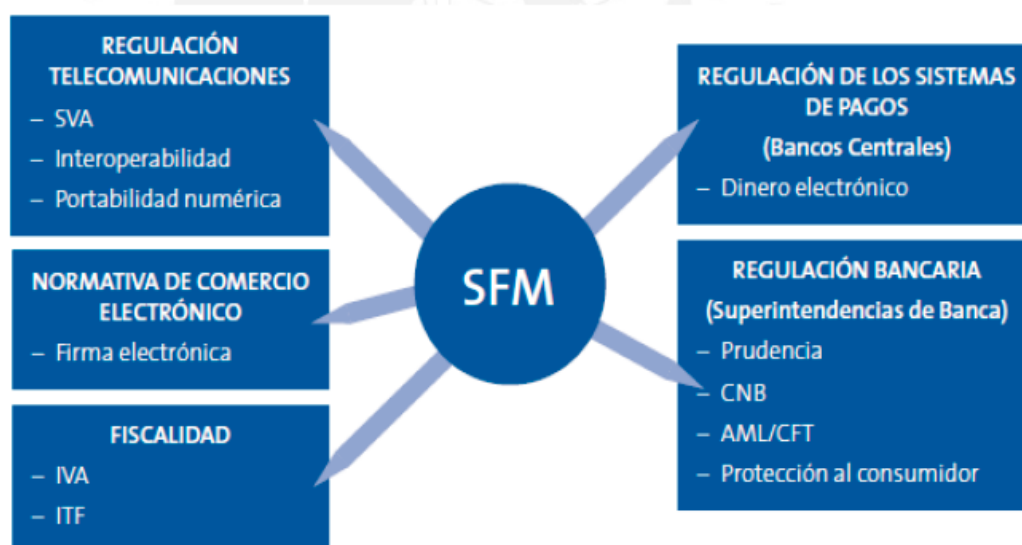 REGULACIÓN
TELECOMUNICACIONES
– SVA
– Interoperabilidad
– Portabilidad numérica
NORMATIVA DE COMERCIO
ELECTRÓNICO
– Firma electrónica
FISCALIDAD
– IVA
– ITF
SFM
REGULACIÓN DE LOS SISTEMAS
DE PAGOS
(Bancos Centrales)
– Dinero electrónico
REGULACIÓN BANCARIA
(Superintendencias de Banca)
– Prudencia
– CNB
– AML/CFT
– Protección al consumidor